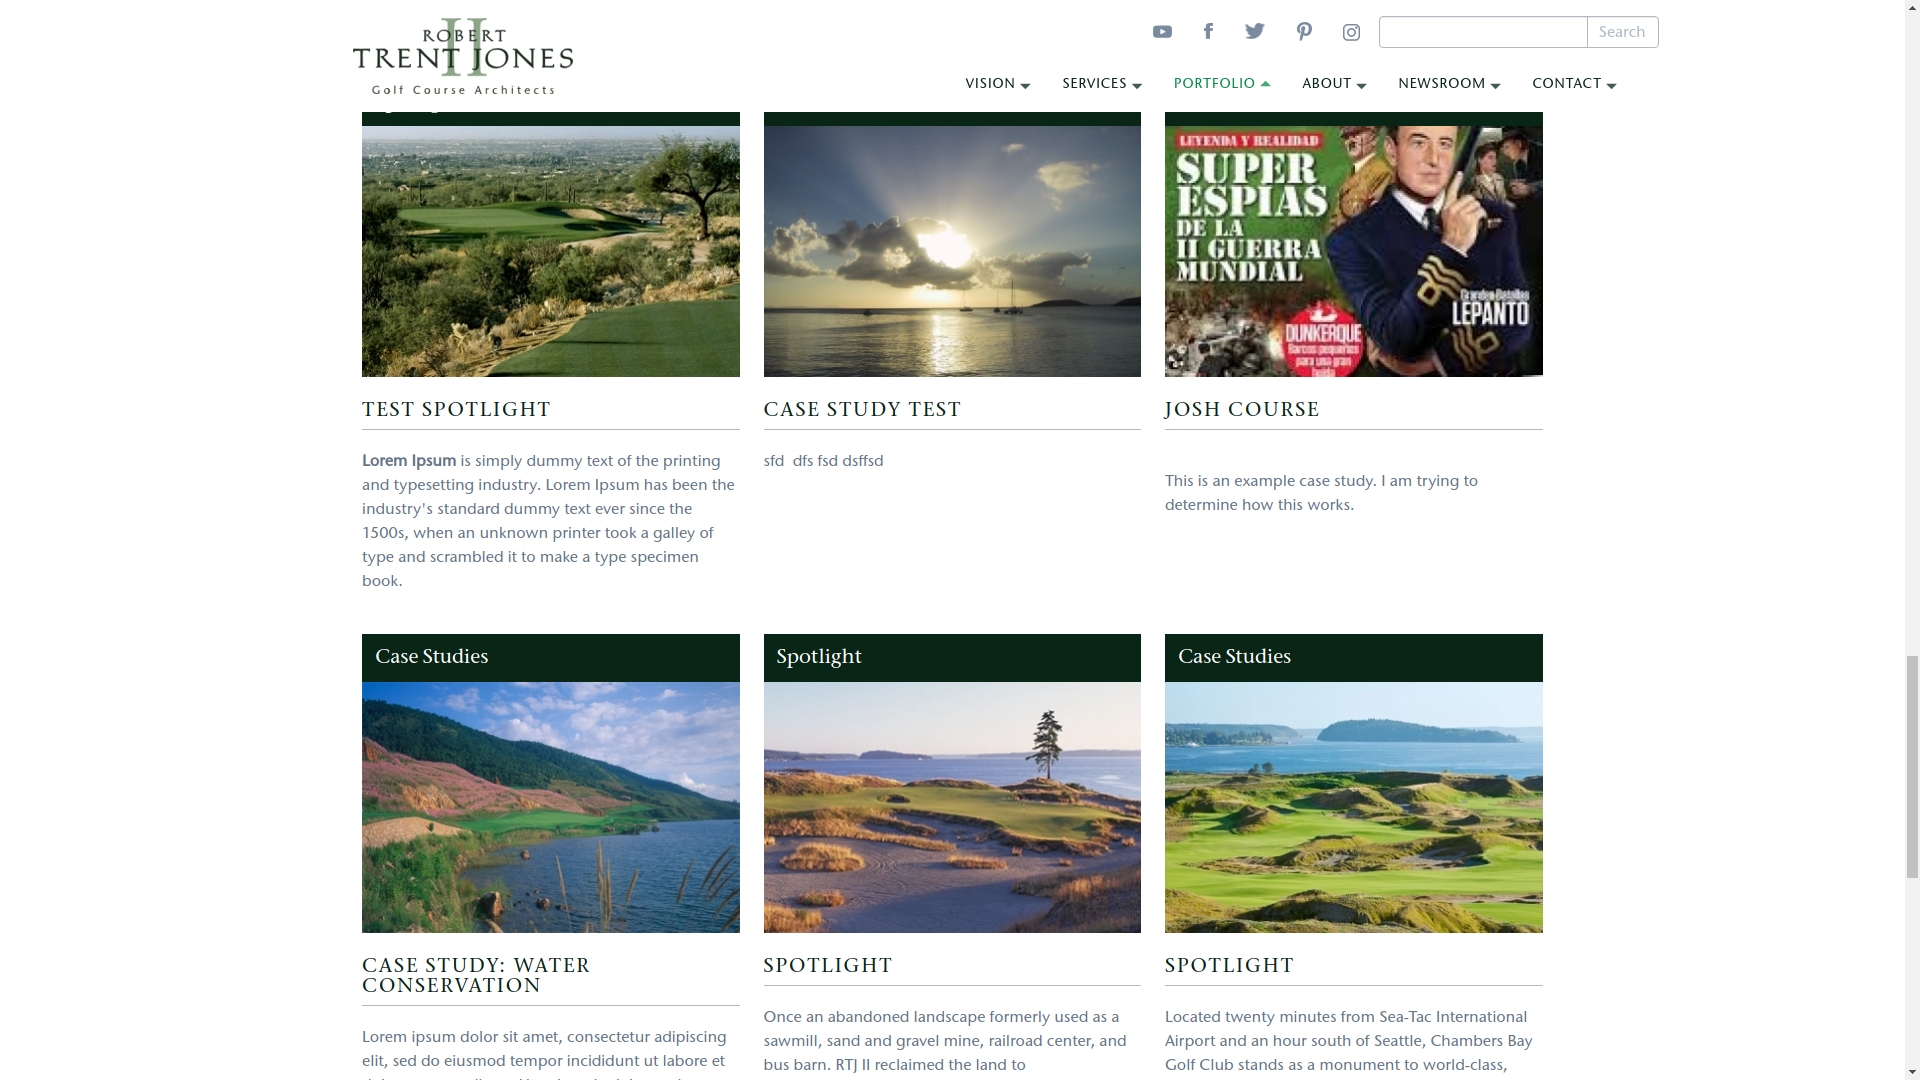 ROBERT
II
TRENT JONES
Golf Course Architects
Search
VISION
SERVICES
PORTFOLIO
ABOUT
NEWSROOM
CONTACT
LEYENDA Y REALIDAD
SUPER
ESPIAS
DE LA
II GUERRA
MUNDIAL
Grandes Batallas
LEPANTO
DUNKERQUE
Barcos pequeños
para una gran
huida
TEST SPOTLIGHT
Lorem Ipsum is simply dummy text of the printing
and typesetting industry. Lorem Ipsum has been the
industry's standard dummy text ever since the
1500s, when an unknown printer took a galley of
type and scrambled it to make a type specimen
book.
CASE STUDY TEST
sfd dfs fsd dsffsd
JOSH COURSE
This is an example case study. I am trying to
determine how this works.
Case Studies
CASE STUDY: WATER
CONSERVATION
Lorem ipsum dolor sit amet, consectetur adipiscing
elit, sed do eiusmod tempor incididunt ut labore et
Spotlight
SPOTLIGHT
Once an abandoned landscape formerly used as a
sawmill, sand and gravel mine, railroad center, and
bus barn. RTJ II reclaimed the land to
Case Studies
SPOTLIGHT
Located twenty minutes from Sea-Tac International
Airport and an hour south of Seattle, Chambers Bay
Golf Club stands as a monument to world-class,